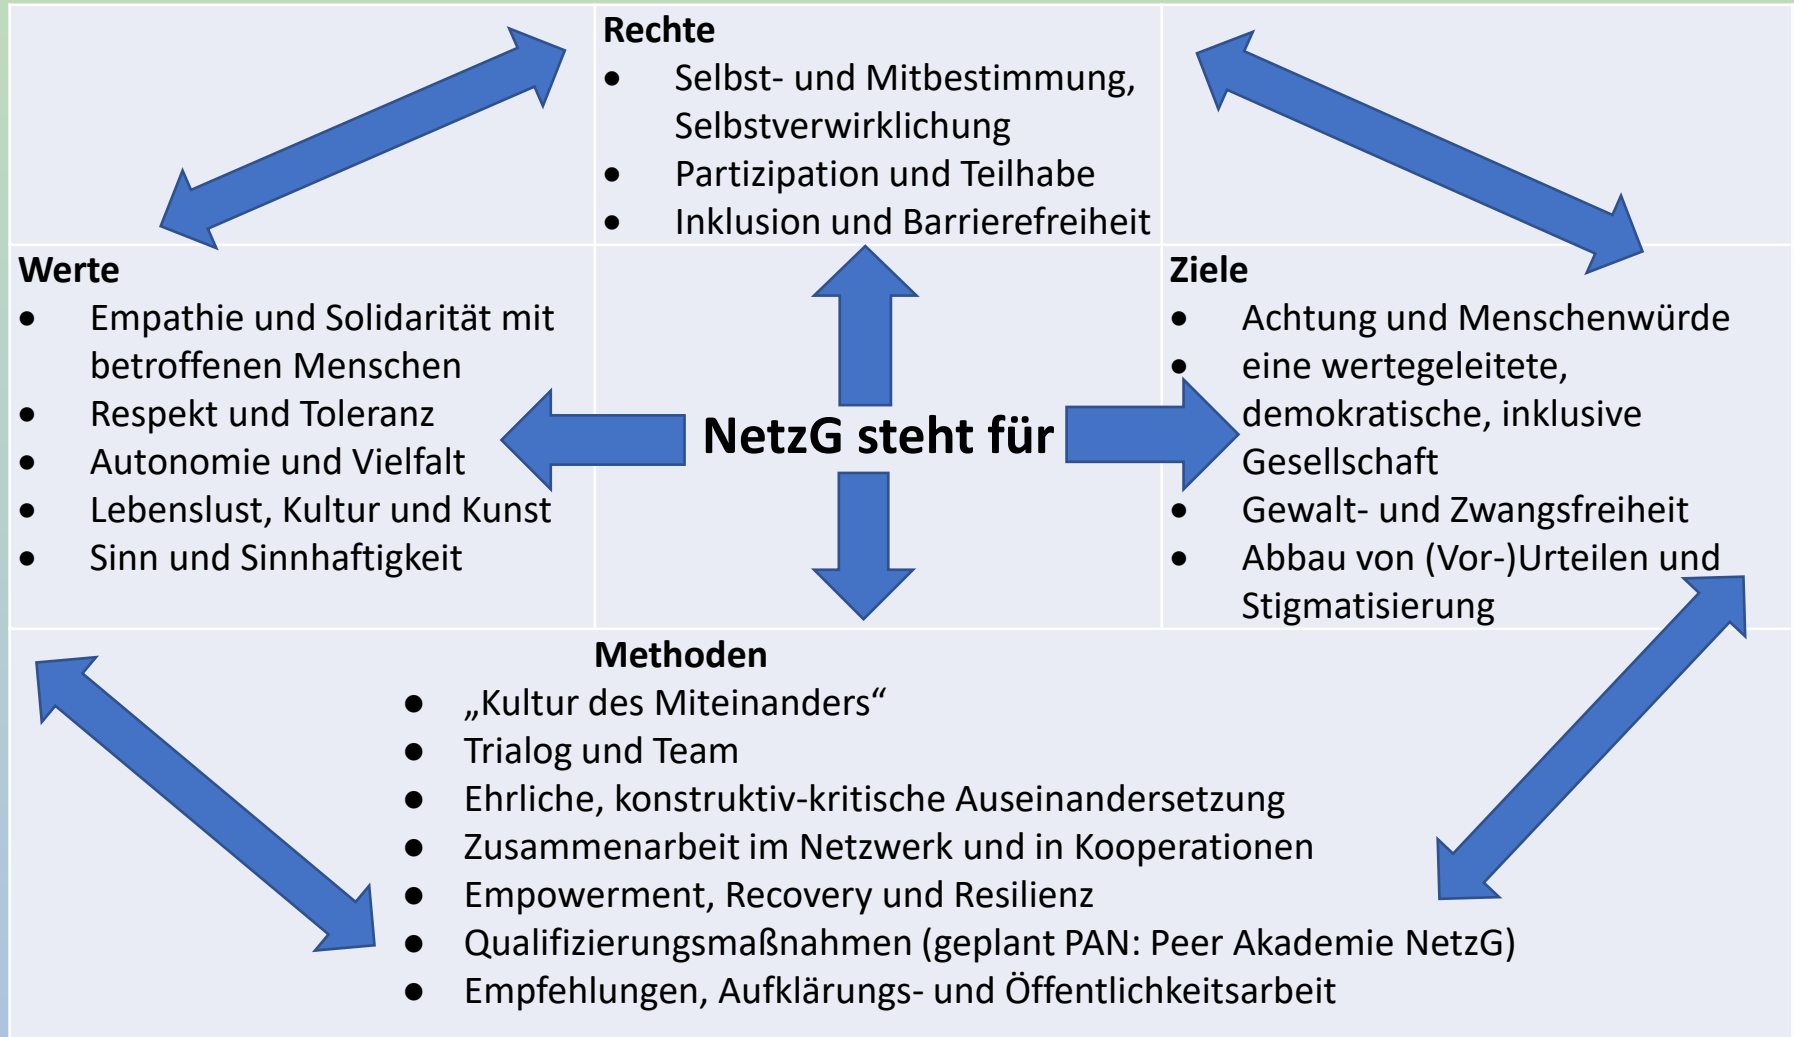 Rechte
● Selbst- und Mitbestimmung,
Selbstverwirklichung
● Partizipation und Teilhabe
● Inklusion und Barrierefreiheit
Werte
● Empathie und Solidarität mit
betroffenen Menschen
● Respekt und Toleranz
● Autonomie und Vielfalt
● Lebenslust, Kultur und Kunst
● Sinn und Sinnhaftigkeit
NetzG steht für
Ziele
● Achtung und Menschenwürde
● eine wertegeleitete,
● demokratische, inklusive
Gesellschaft
● Gewalt- und Zwangsfreiheit
● Abbau von (Vor-)Urteilen und
Stigmatisierung
Methoden
● „Kultur des Miteinanders“
● Trialog und Team
● Ehrliche, konstruktiv-kritische Auseinandersetzung
● Zusammenarbeit im Netzwerk und in Kooperationen
● Empowerment, Recovery und Resilienz
● Qualifizierungsmaßnahmen (geplant PAN: Peer Akademie NetzG)
● Empfehlungen, Aufklärungs- und Öffentlichkeitsarbeit